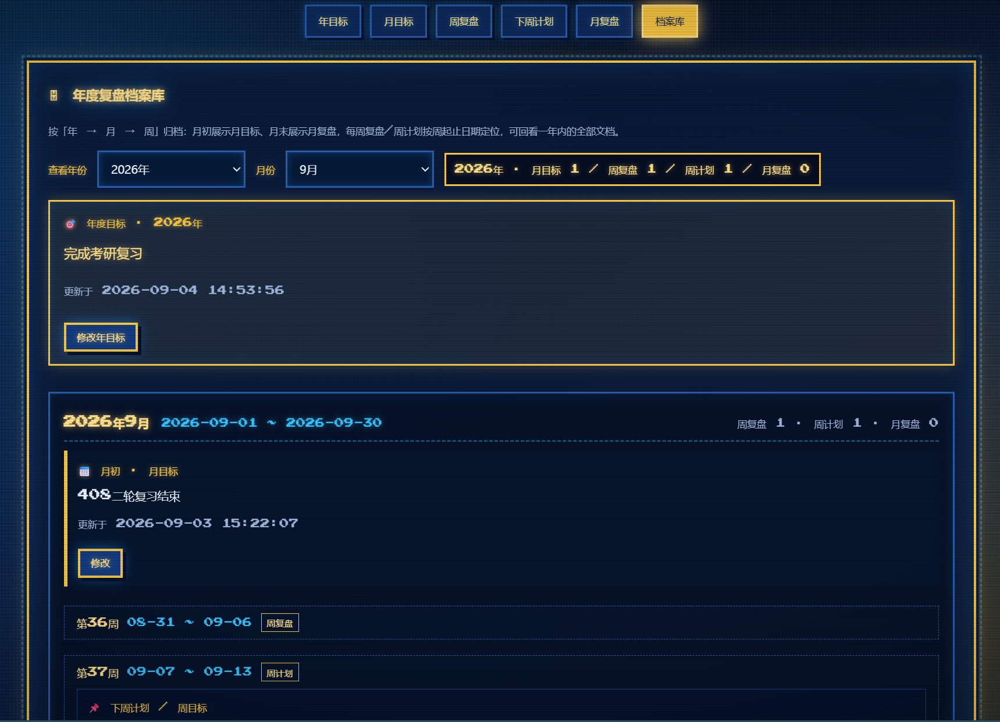 年目标 月目标 周复盘 下周计划 月复盘 档案库
年度复盘档案库
按「年 → 月 → 周」归档：月初展示月目标、月末展示月复盘，每周复盘／周计划按周起止日期定位，可回看一年内的全部文档。
查看年份 2026年 月份 9月 2026年 · 月目标 1 / 周复盘 1 / 周计划 1 / 月复盘 0
年度目标 · 2026年
完成考研复习
更新于 2026-09-04 14:53:56
修改年目标
2026年9月 2026-09-01 ~ 2026-09-30 周复盘 1 · 周计划 1 · 月复盘 0
月初 · 月目标
408二轮复习结束
更新于 2026-09-03 15:22:07
修改
第36周 08-31 ~ 09-06 周复盘
第37周 09-07 ~ 09-13 周计划
下周计划 / 周目标